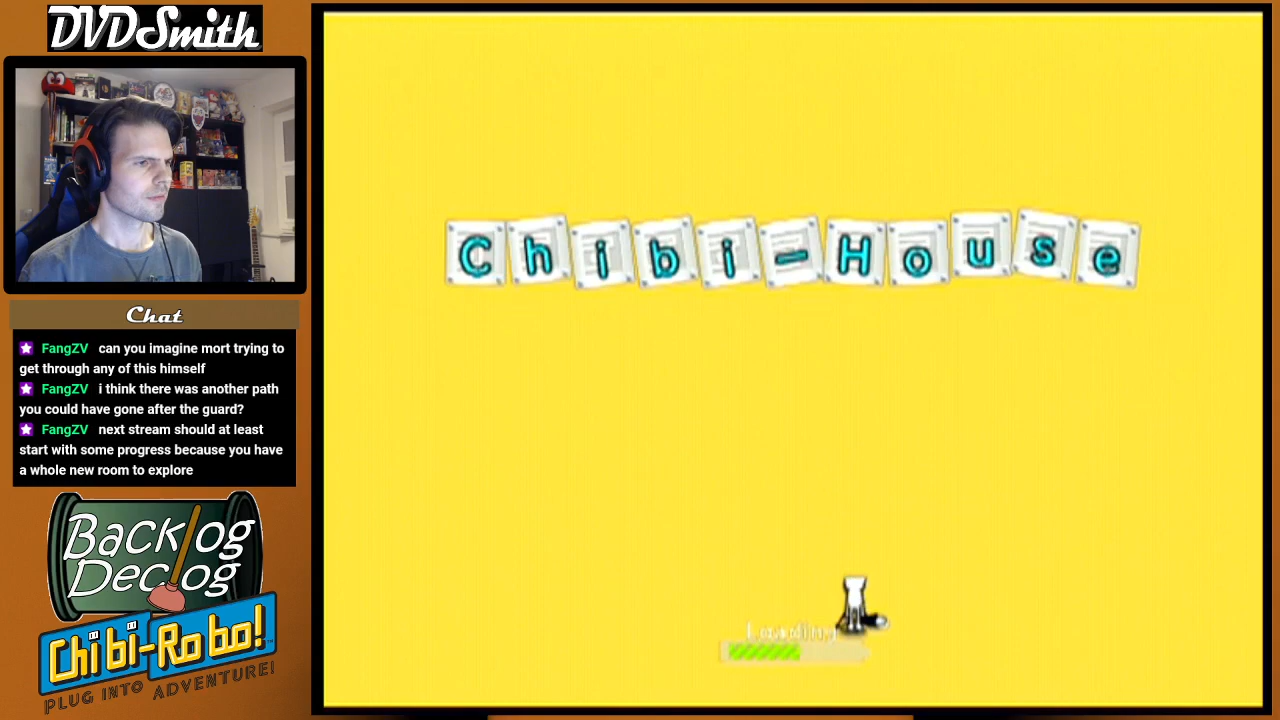 DVDSmith
Chibi-House
Chat
FangZV can you imagine mort trying to
get through any of this himself
FangZV i think there was another path
you could have gone after the guard?
FangZV next stream should at least
start with some progress because you have
a whole new room to explore
Backlog
Declog
Loading
Chibi-Robo!
PLUG INTO ADVENTURE!